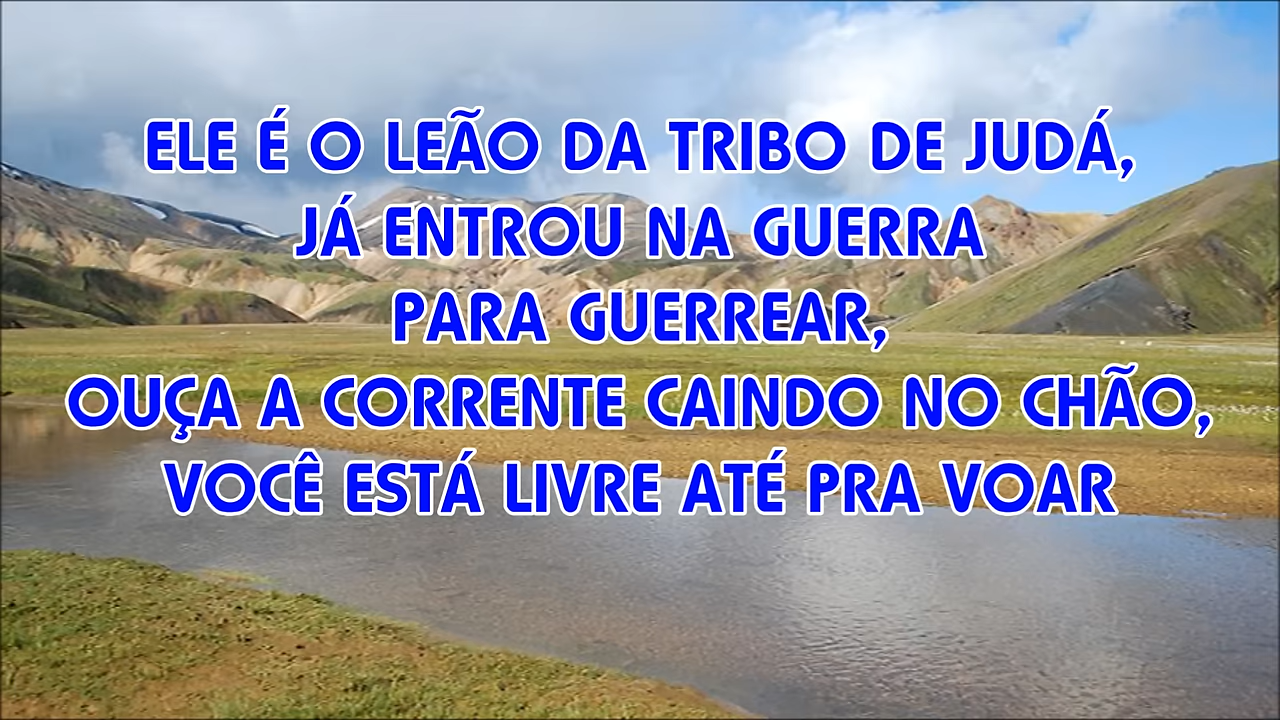 ELE É O LEÃO DA TRIBO DE JUDÁ,
JÁ ENTROU NA GUERRA
PARA GUERREAR,
OUÇA A CORRENTE CAINDO NO CHÃO,
VOCÊ ESTÁ LIVRE ATÉ PRA VOAR